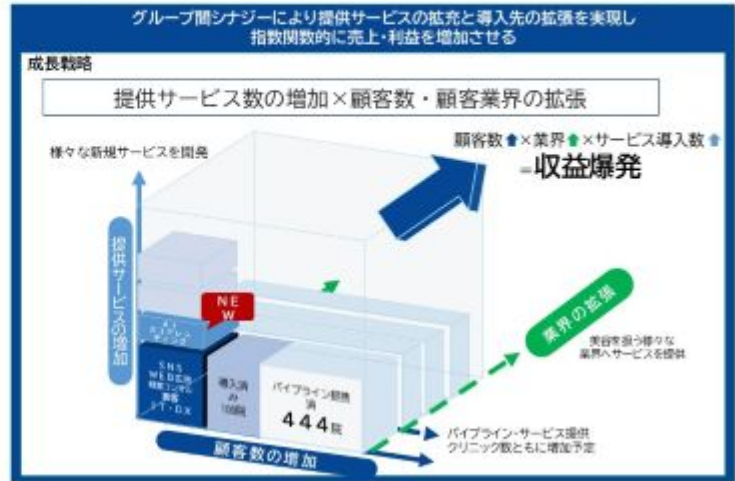 グループ間シナジーにより提供サービスの拡充と導入先の拡張を実現し
指数関数的に売上・利益を増加させる
成長戦略
提供サービス数の増加×顧客数・顧客業界の拡張
顧客数⬆×業界⬆×サービス導入数⬆
=収益爆発
様々な新規サービスを開発
提供サービスの増加
NE
W
SNS
WEB広告
IT・DX
導入済
み
パイプライン提携
済
444院
顧客数の増加
業界の拡張
美容を扱う様々な
業界へサービスを提供
パイプライン・サービス提供
クリニック数ともに増加予定